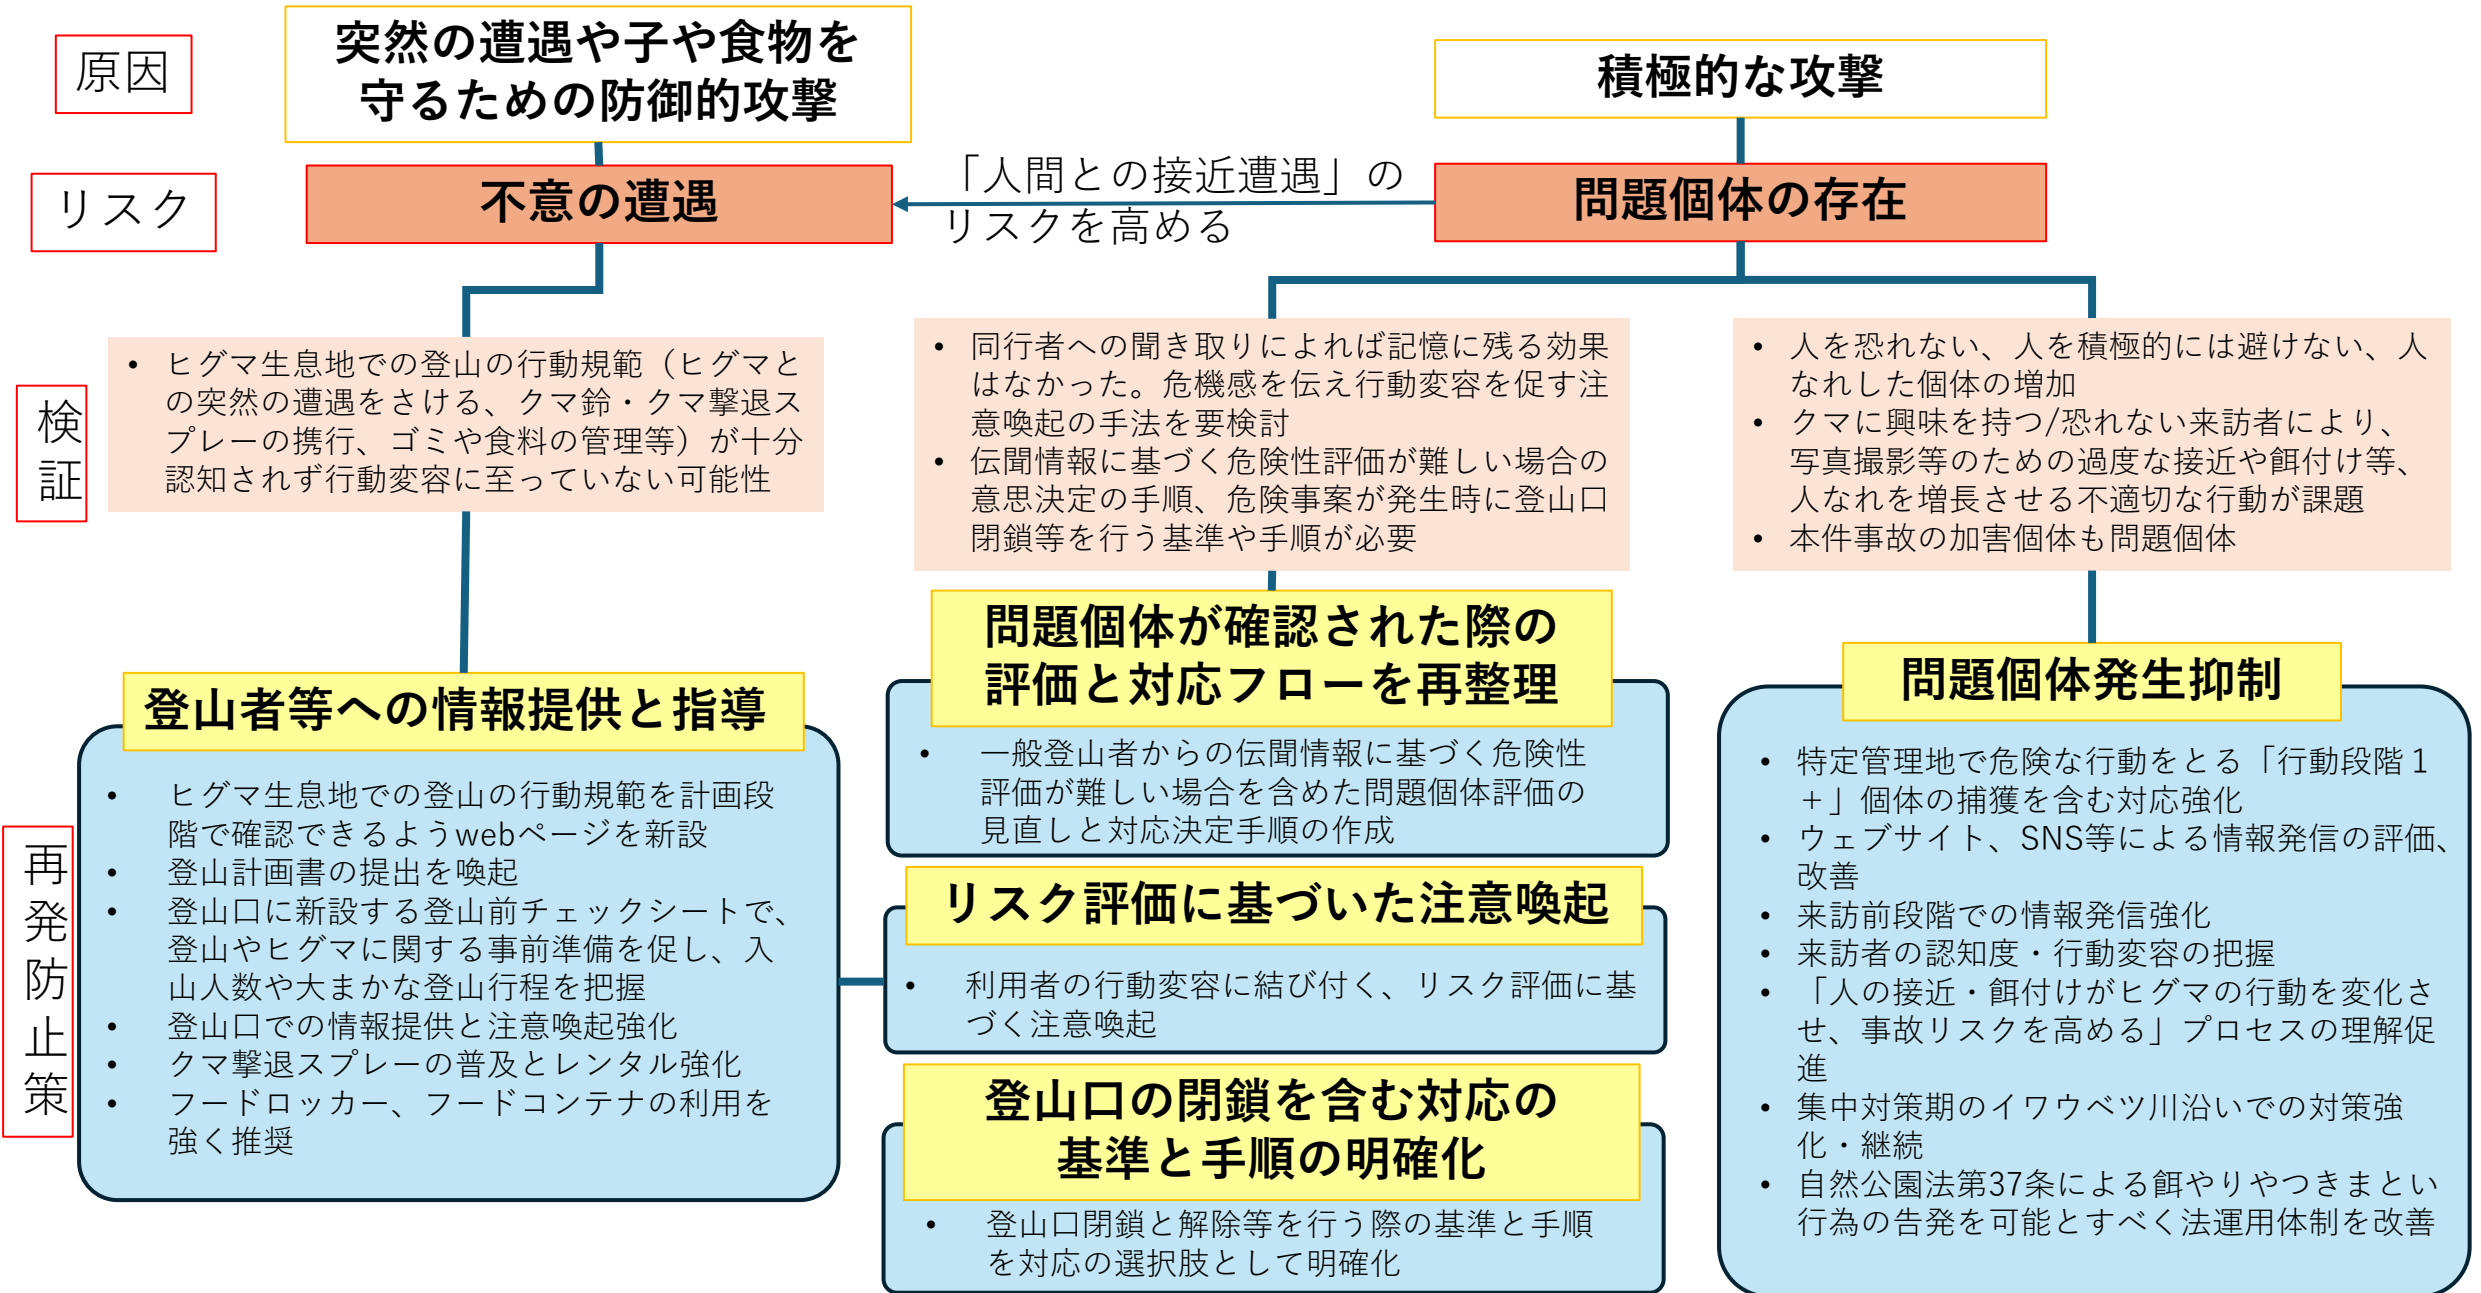 原因
突然の遭遇や子や食物を
守るための防御的攻撃
積極的な攻撃
リスク
不意の遭遇
「人間との接近遭遇」の
リスクを高める
問題個体の存在
検証
• ヒグマ生息地での登山の行動規範（ヒグマと
の突然の遭遇をさける、クマ鈴・クマ撃退ス
プレーの携行、ゴミや食料の管理等）が十分
認知されず行動変容に至っていない可能性
• 同行者への聞き取りによれば記憶に残る効果
はなかった。危機感を伝え行動変容を促す注
意喚起の手法を要検討
• 伝聞情報に基づく危険性評価が難しい場合の
意思決定の手順、危険事案が発生時に登山口
閉鎖等を行う基準や手順が必要
• 人を恐れない、人を積極的には避けない、人
なれした個体の増加
• クマに興味を持つ/恐れない来訪者により、
写真撮影等のための過度な接近や餌付け等、
人なれを増長させる不適切な行動が課題
• 本件事故の加害個体も問題個体
再発防止策
登山者等への情報提供と指導
• ヒグマ生息地での登山の行動規範を計画段
階で確認できるようwebページを新設
• 登山計画書の提出を喚起
• 登山口に新設する登山前チェックシートで、
登山やヒグマに関する事前準備を促し、入
山人数や大まかな登山行程を把握
• 登山口での情報提供と注意喚起強化
• クマ撃退スプレーの普及とレンタル強化
• フードロッカー、フードコンテナの利用を
強く推奨
問題個体が確認された際の
評価と対応フローを再整理
• 一般登山者からの伝聞情報に基づく危険性
評価が難しい場合を含めた問題個体評価の
見直しと対応決定手順の作成
リスク評価に基づいた注意喚起
• 利用者の行動変容に結び付く、リスク評価に基
づく注意喚起
登山口の閉鎖を含む対応の
基準と手順の明確化
• 登山口閉鎖と解除等を行う際の基準と手順
を対応の選択肢として明確化
問題個体発生抑制
• 特定管理地で危険な行動をとる「行動段階１
＋」個体の捕獲を含む対応強化
• ウェブサイト、SNS等による情報発信の評価、
改善
• 来訪前段階での情報発信強化
• 来訪者の認知度・行動変容の把握
• 「人の接近・餌付けがヒグマの行動を変化さ
せ、事故リスクを高める」プロセスの理解促
進
• 集中対策期のイワウベツ川沿いでの対策強
化・継続
• 自然公園法第37条による餌やりやつきまとい
行為の告発を可能とすべく法運用体制を改善